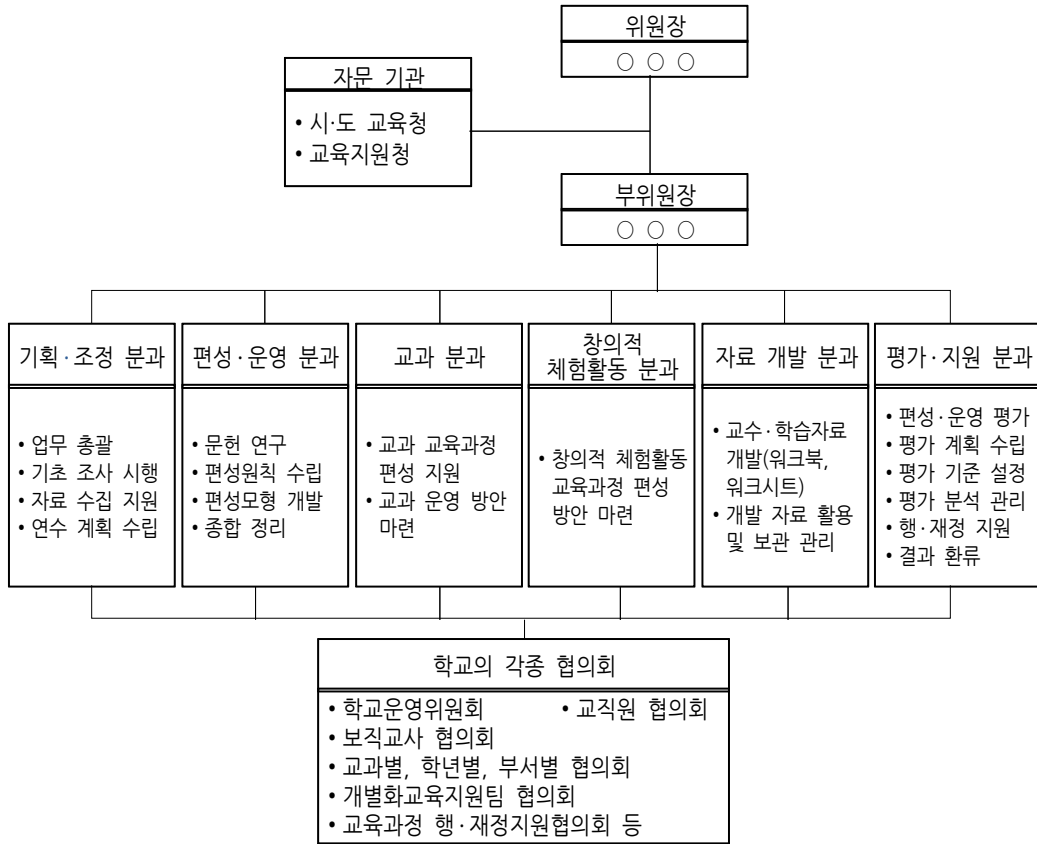 위원장
○ ○ ○
자문 기관
• 시·도 교육청
• 교육지원청
부위원장
○ ○ ○
기획·조정 분과
• 업무 총괄
• 기초 조사 시행
• 자료 수집 지원
• 연수 계획 수립
편성·운영 분과
• 문헌 연구
• 편성원칙 수립
• 편성모형 개발
• 종합 정리
교과 분과
• 교과 교육과정
편성 지원
• 교과 운영 방안
마련
창의적
체험활동 분과
• 창의적 체험활동
교육과정 편성
방안 마련
자료 개발 분과
• 교수·학습자료
개발(워크북,
워크시트)
• 개발 자료 활용
및 보관 관리
평가·지원 분과
• 편성·운영 평가
• 평가 계획 수립
• 평가 기준 설정
• 평가 분석 관리
• 행·재정 지원
• 결과 환류
학교의 각종 협의회
• 학교운영위원회 • 교직원 협의회
• 보직교사 협의회
• 교과별, 학년별, 부서별 협의회
• 개별화교육지원팀 협의회
• 교육과정 행·재정지원협의회 등